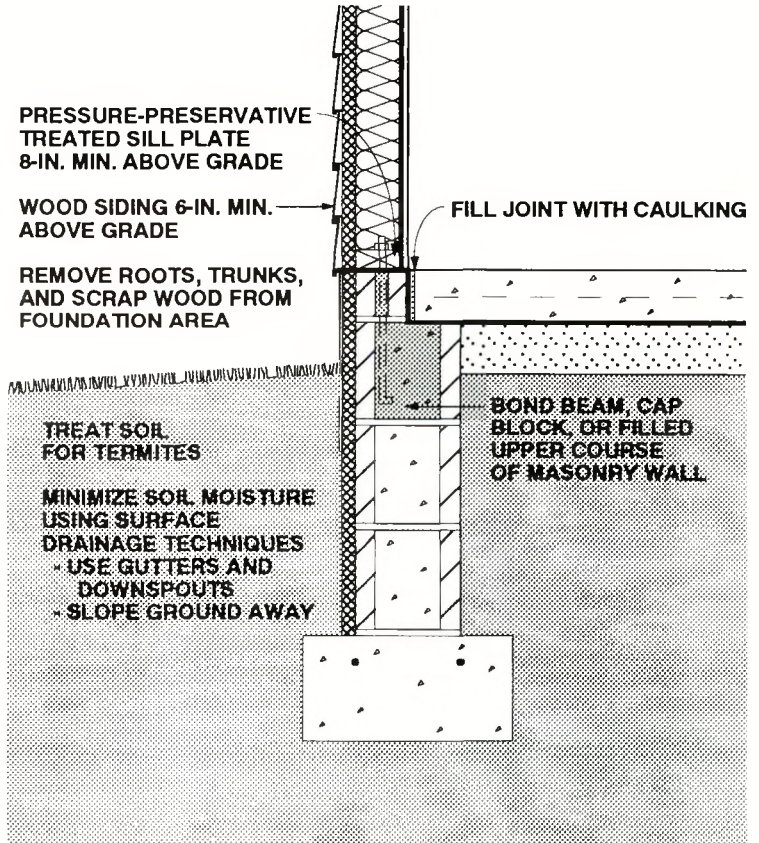 PRESSURE-PRESERVATIVE
TREATED SILL PLATE
8-IN. MIN. ABOVE GRADE
WOOD SIDING 6-IN. MIN.
ABOVE GRADE
REMOVE ROOTS, TRUNKS,
AND SCRAP WOOD FROM
FOUNDATION AREA
FILL JOINT WITH CAULKING
BOND BEAM, CAP
BLOCK, OR FILLED
UPPER COURSE
OF MASONRY WALL
TREAT SOIL
FOR TERMITES
MINIMIZE SOIL MOISTURE
USING SURFACE
DRAINAGE TECHNIQUES
- USE GUTTERS AND
DOWNSPOUTS
- SLOPE GROUND AWAY